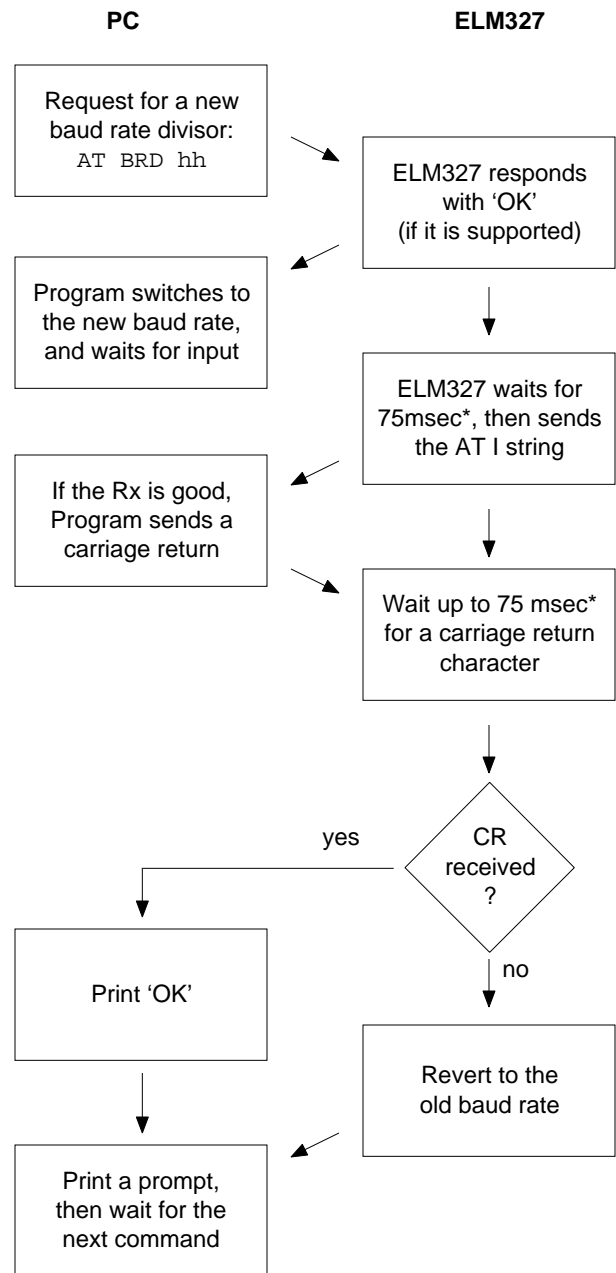 PC
ELM327
Request for a new
baud rate divisor:
AT BRD hh
ELM327 responds
with ‘OK’
(if it is supported)
Program switches to
the new baud rate,
and waits for input
ELM327 waits for
75msec*, then sends
the AT I string
If the Rx is good,
Program sends a
carriage return
Wait up to 75 msec*
for a carriage return
character
CR
received
?
yes
no
Print ‘OK’
Revert to the
old baud rate
Print a prompt,
then wait for the
next command